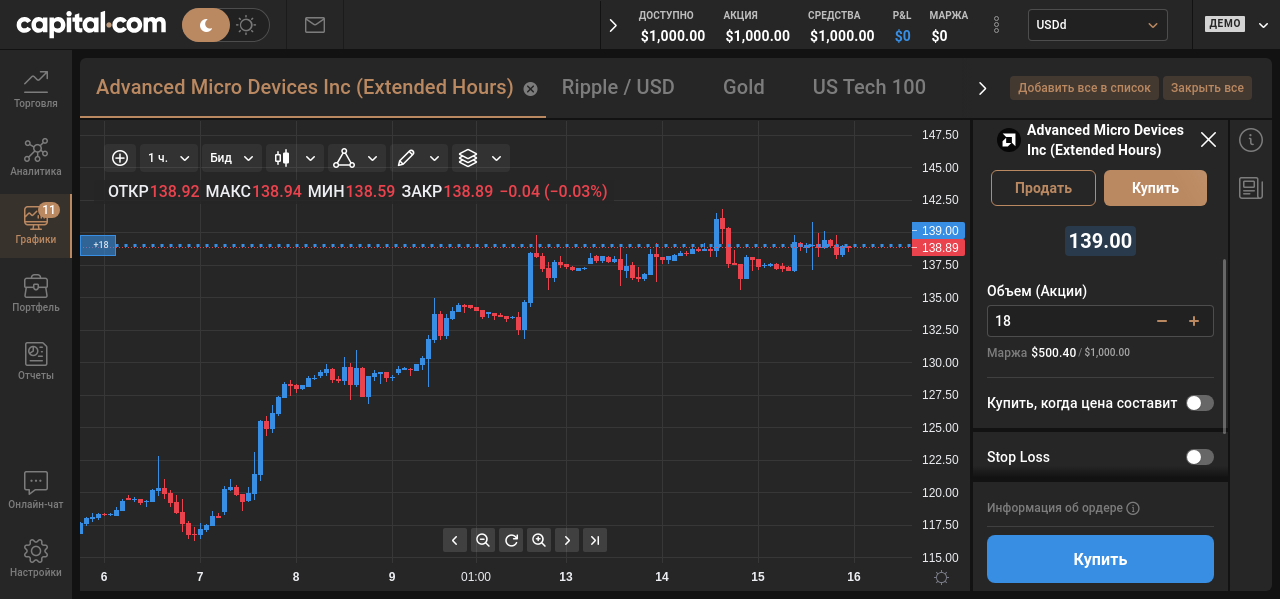 capital.com
ДОСТУПНО АКЦИЯ СРЕДСТВА P&L МАРЖА
$1,000.00 $1,000.00 $1,000.00 $0 $0
USDd
ДЕМО
Торговля
Аналитика
11
Графики
Портфель
Отчеты
Онлайн-чат
Настройки
Advanced Micro Devices Inc (Extended Hours) Ripple / USD Gold US Tech 100
Добавить все в список Закрыть все
1 ч. Бид
ОТКР138.92 МАКС138.94 МИН138.59 ЗАКР138.89 −0.04 (−0.03%)
+18
147.50
145.00
142.50
139.00
138.89
137.50
135.00
132.50
130.00
127.50
125.00
122.50
120.00
117.50
115.00
6 7 8 9 01:00 13 14 15 16
Advanced Micro Devices
Inc (Extended Hours)
Продать Купить
139.00
Объем (Акции)
18 − +
Маржа $500.40 / $1,000.00
Купить, когда цена составит
Stop Loss
Информация об ордере
Купить